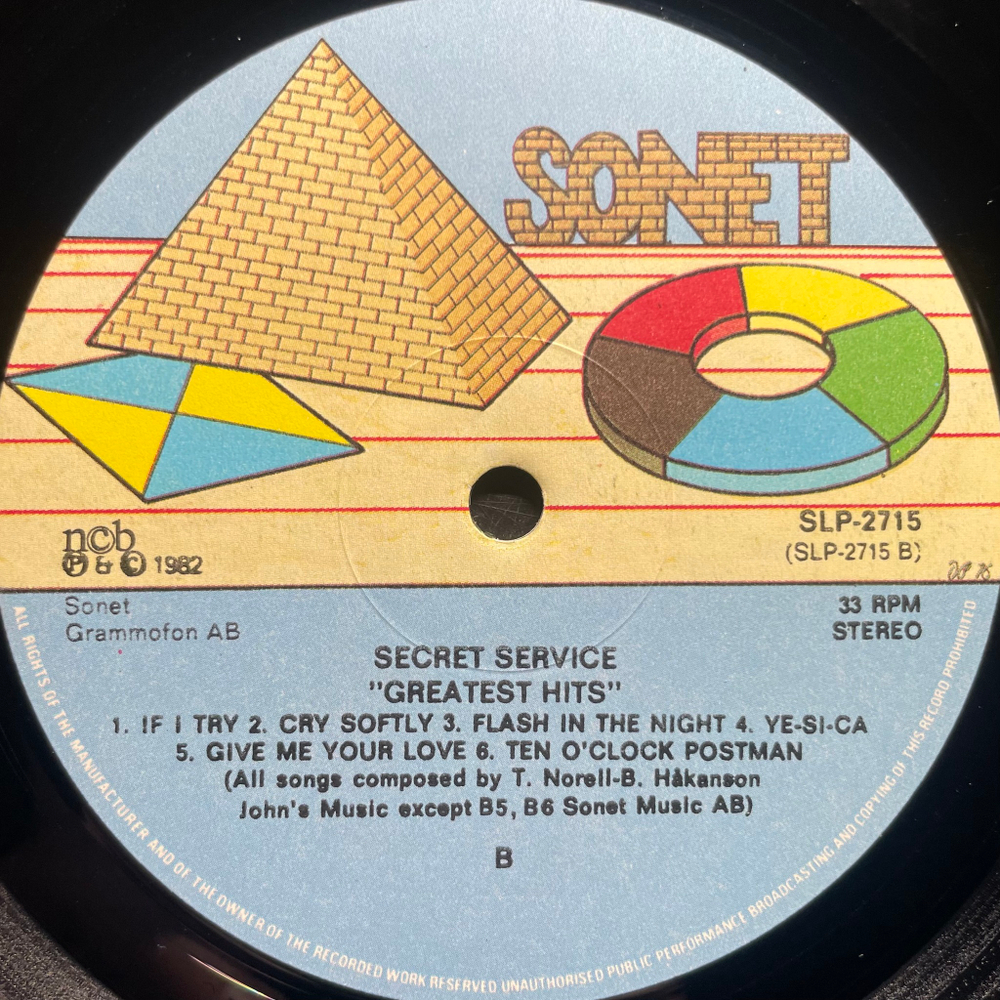 SONET
ncb
Ⓟ & © 1982
SLP-2715
(SLP-2715 B)
Sonet
Grammofon AB
33 RPM
STEREO
SECRET SERVICE
"GREATEST HITS"
1. IF I TRY 2. CRY SOFTLY 3. FLASH IN THE NIGHT 4. YE-SI-CA
5. GIVE ME YOUR LOVE 6. TEN O'CLOCK POSTMAN
(All songs composed by T. Norell-B. Håkanson
John's Music except B5, B6 Sonet Music AB)
B
ALL RIGHTS OF THE MANUFACTURER AND OF THE OWNER OF THE RECORDED WORK RESERVED UNAUTHORISED PUBLIC PERFORMANCE BROADCASTING AND COPYING OF THIS RECORD PROHIBITED